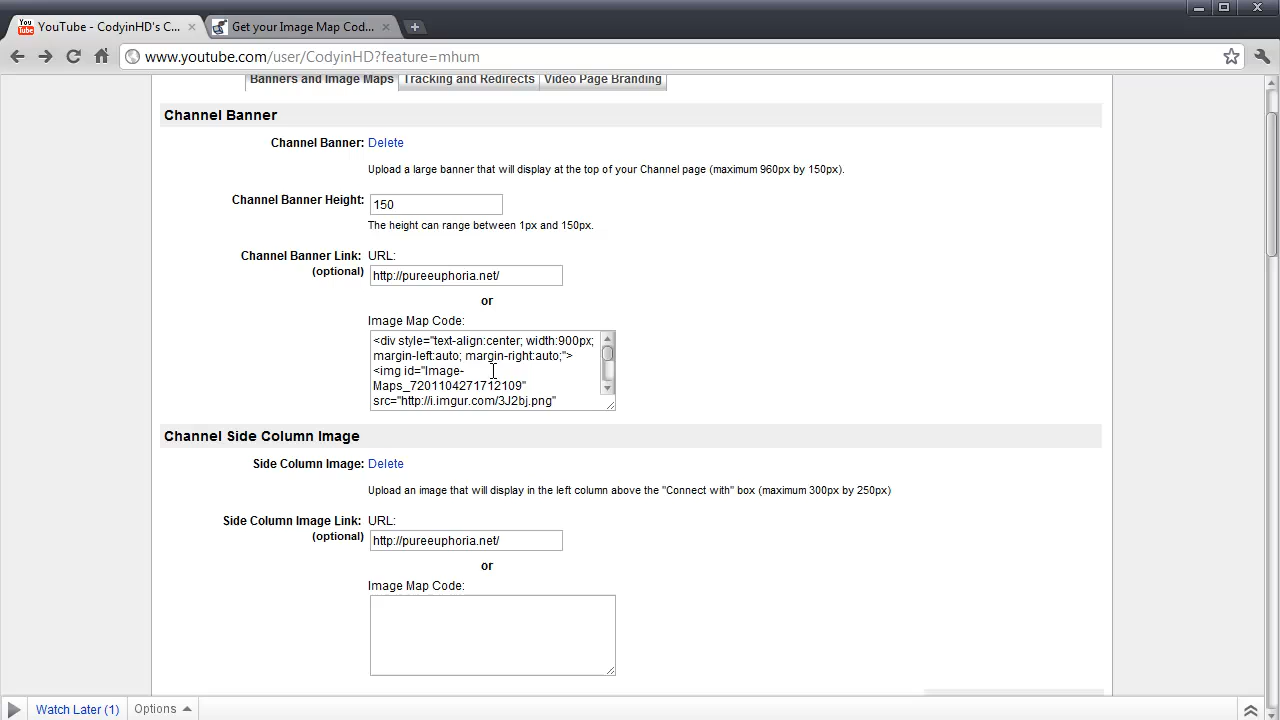 YouTube - CodyinHD's C...
Get your Image Map Code...
www.youtube.com/user/CodyinHD?feature=mhum
Banners and Image Maps
Tracking and Redirects
Video Page Branding
Channel Banner
Channel Banner: Delete
Upload a large banner that will display at the top of your Channel page (maximum 960px by 150px).
Channel Banner Height: 150
The height can range between 1px and 150px.
Channel Banner Link: URL:
(optional) http://pureeuphoria.net/
or
Image Map Code:
<div style="text-align:center; width:900px;
margin-left:auto; margin-right:auto;">
<img id="Image-
Maps_7201104271712109"
src="http://i.imgur.com/3J2bj.png"
Channel Side Column Image
Side Column Image: Delete
Upload an image that will display in the left column above the "Connect with" box (maximum 300px by 250px)
Side Column Image Link: URL:
(optional) http://pureeuphoria.net/
or
Image Map Code:
Watch Later (1) Options